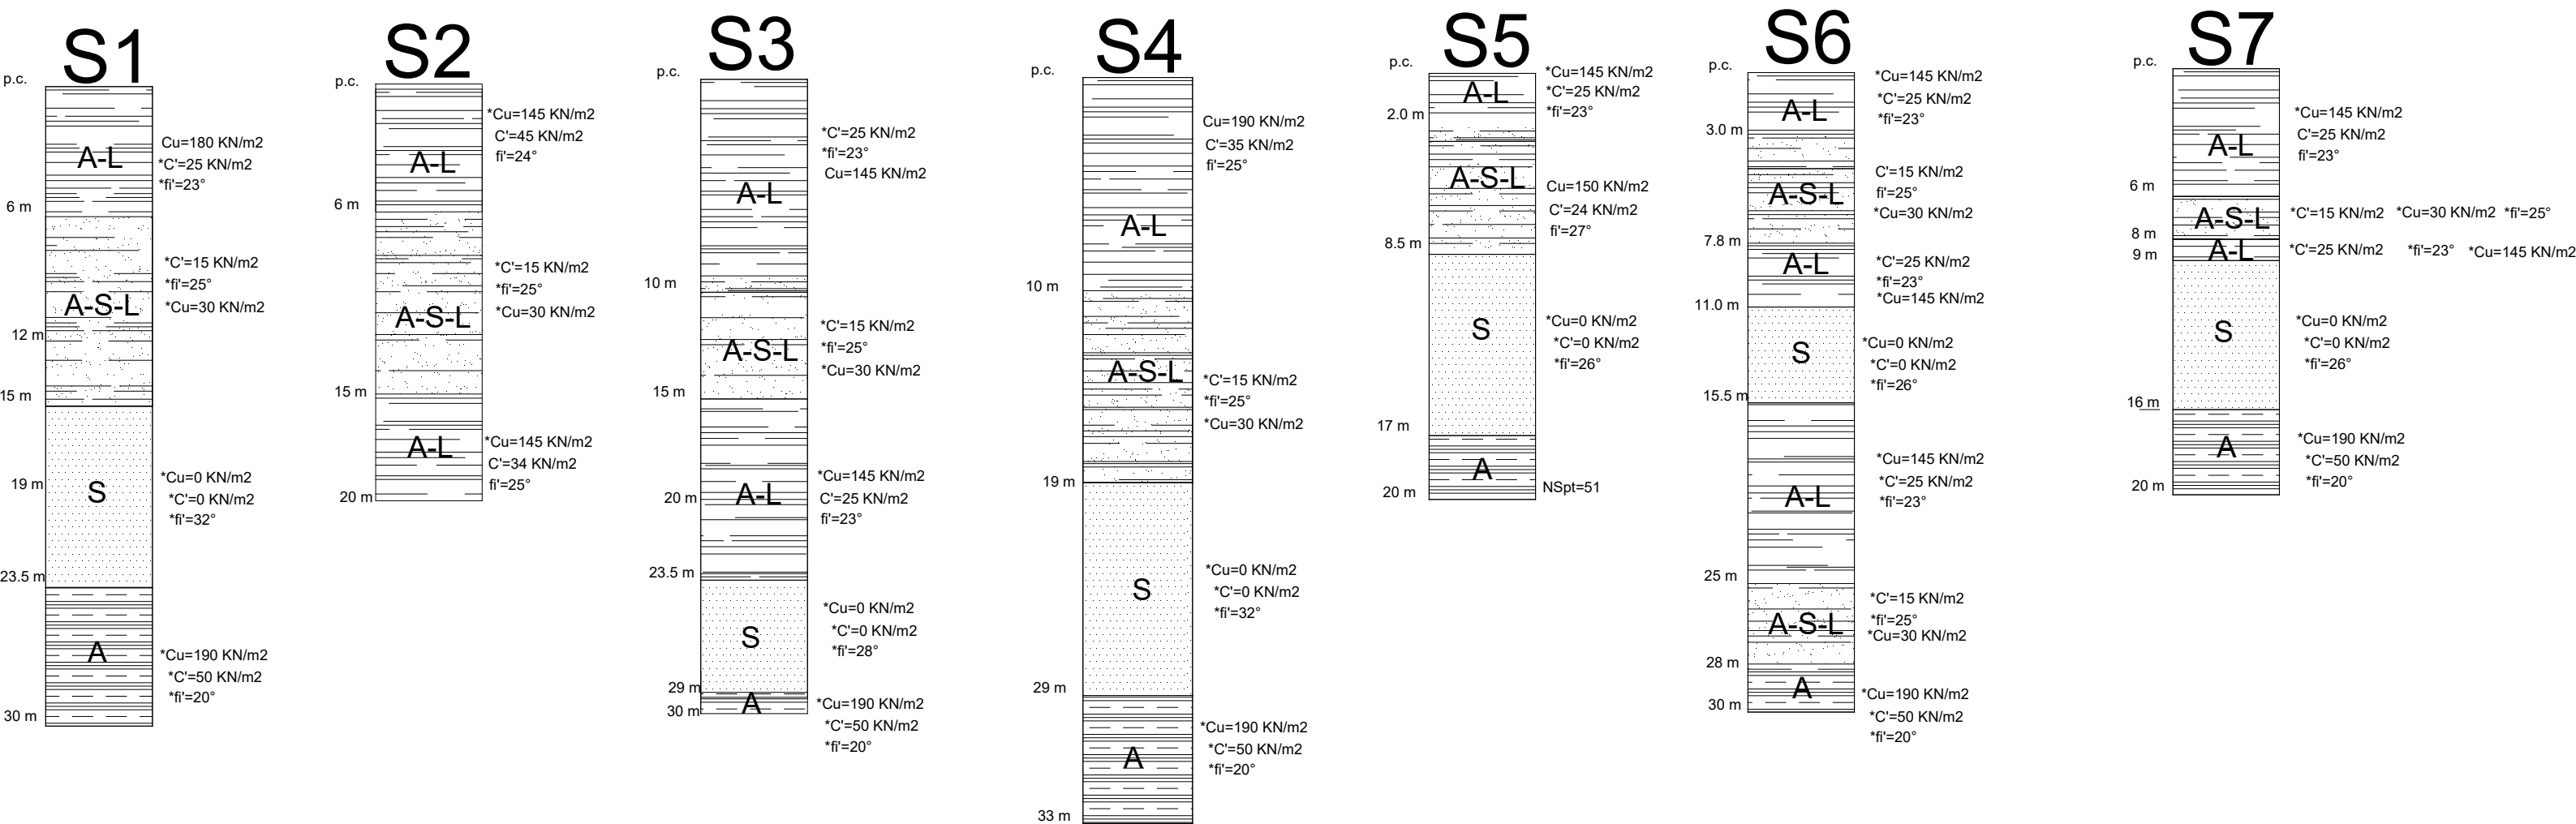 S1
p.c.
A-L
Cu=180 KN/m2
*C'=25 KN/m2
*fi'=23°
6 m
*C'=15 KN/m2
*fi'=25°
*Cu=30 KN/m2
A-S-L
12 m
15 m
*Cu=0 KN/m2
19 m
S
*C'=0 KN/m2
*fi'=32°
23.5 m
A
*Cu=190 KN/m2
*C'=50 KN/m2
*fi'=20°
30 m
S2
p.c.
*Cu=145 KN/m2
C'=45 KN/m2
fi'=24°
A-L
6 m
*C'=15 KN/m2
*fi'=25°
*Cu=30 KN/m2
A-S-L
15 m
A-L
*Cu=145 KN/m2
C'=34 KN/m2
fi'=25°
20 m
S3
p.c.
*C'=25 KN/m2
*fi'=23°
Cu=145 KN/m2
A-L
10 m
*C'=15 KN/m2
*fi'=25°
*Cu=30 KN/m2
A-S-L
15 m
*Cu=145 KN/m2
A-L
20 m
C'=25 KN/m2
fi'=23°
23.5 m
*Cu=0 KN/m2
*C'=0 KN/m2
*fi'=28°
S
29 m
A
30 m
*Cu=190 KN/m2
*C'=50 KN/m2
*fi'=20°
S4
p.c.
Cu=190 KN/m2
C'=35 KN/m2
fi'=25°
A-L
10 m
A-S-L
*C'=15 KN/m2
*fi'=25°
*Cu=30 KN/m2
19 m
*Cu=0 KN/m2
*C'=0 KN/m2
*fi'=32°
S
29 m
*Cu=190 KN/m2
*C'=50 KN/m2
*fi'=20°
A
33 m
S5
p.c.
A-L
*Cu=145 KN/m2
*C'=25 KN/m2
*fi'=23°
2.0 m
A-S-L
Cu=150 KN/m2
C'=24 KN/m2
fi'=27°
8.5 m
S
*Cu=0 KN/m2
*C'=0 KN/m2
*fi'=26°
17 m
A
20 m
NSpt=51
S6
p.c.
*Cu=145 KN/m2
*C'=25 KN/m2
*fi'=23°
A-L
3.0 m
C'=15 KN/m2
fi'=25°
*Cu=30 KN/m2
A-S-L
7.8 m
A-L
*C'=25 KN/m2
*fi'=23°
*Cu=145 KN/m2
11.0 m
S
*Cu=0 KN/m2
*C'=0 KN/m2
*fi'=26°
15.5 m
*Cu=145 KN/m2
*C'=25 KN/m2
*fi'=23°
A-L
25 m
*C'=15 KN/m2
*fi'=25°
*Cu=30 KN/m2
A-S-L
28 m
A
30 m
*Cu=190 KN/m2
*C'=50 KN/m2
*fi'=20°
S7
p.c.
*Cu=145 KN/m2
C'=25 KN/m2
fi'=23°
A-L
6 m
A-S-L
*C'=15 KN/m2 *Cu=30 KN/m2 *fi'=25°
8 m
A-L
*C'=25 KN/m2 *fi'=23° *Cu=145 KN/m2
9 m
S
*Cu=0 KN/m2
*C'=0 KN/m2
*fi'=26°
16 m
A
*Cu=190 KN/m2
*C'=50 KN/m2
*fi'=20°
20 m